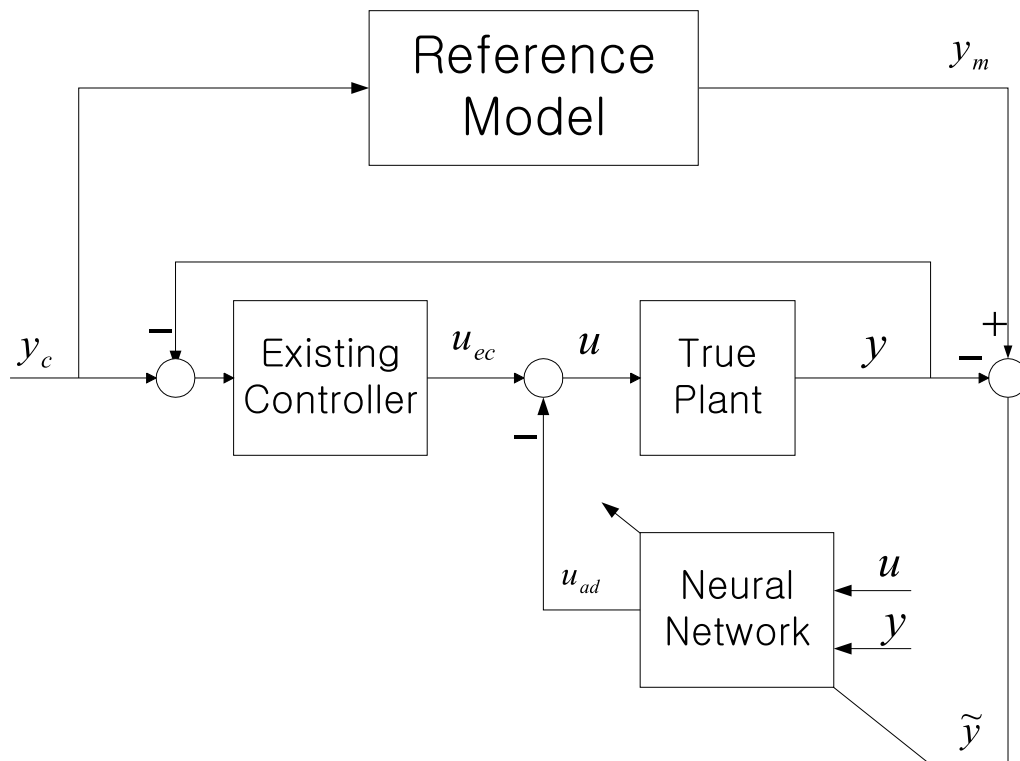 Reference
Model
y_m
−
y_c
Existing
Controller
u_ec
−
u
True
Plant
y
+
−
u_ad
Neural
Network
u
y
ỹ